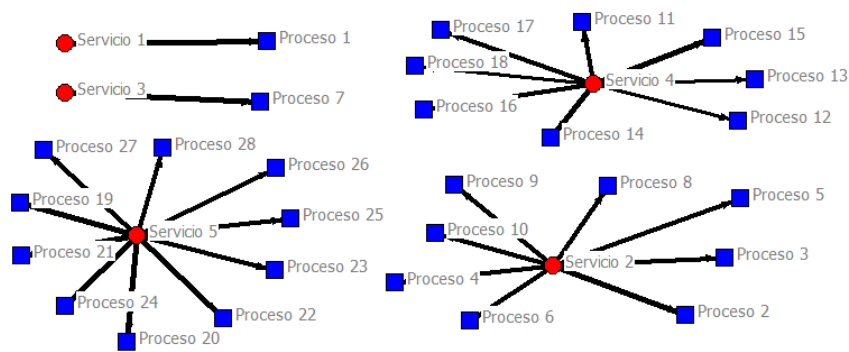 Servicio 1
Proceso 1
Servicio 3
Proceso 7
Proceso 17
Proceso 11
Proceso 15
Proceso 18
Servicio 4
Proceso 13
Proceso 16
Proceso 12
Proceso 14
Proceso 27
Proceso 28
Proceso 26
Proceso 19
Proceso 25
Servicio 5
Proceso 21
Proceso 23
Proceso 24
Proceso 22
Proceso 20
Proceso 9
Proceso 8
Proceso 5
Proceso 10
Servicio 2
Proceso 3
Proceso 4
Proceso 6
Proceso 2